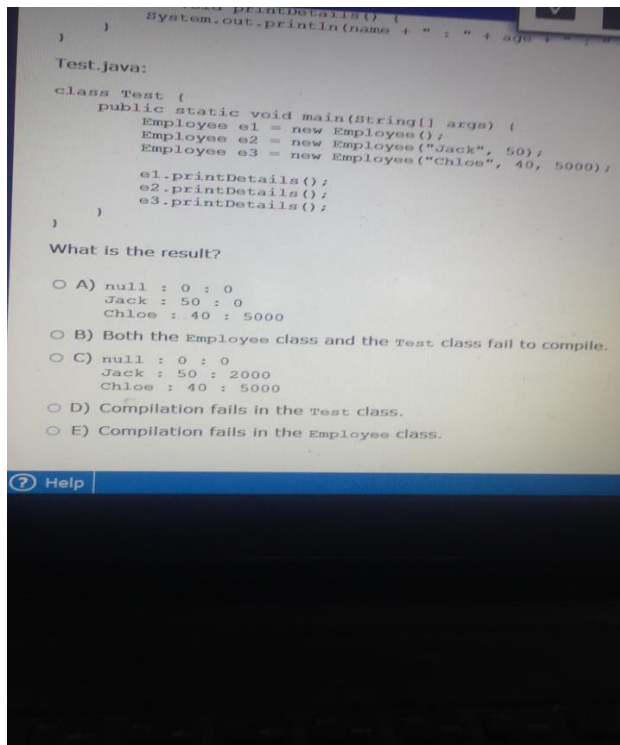 printDetails() {
System.out.println(name + " : " + age + " : "
}
}
Test.java:
class Test {
public static void main(String[] args) {
Employee e1 = new Employee();
Employee e2 = new Employee("Jack", 50);
Employee e3 = new Employee("Chloe", 40, 5000);
e1.printDetails();
e2.printDetails();
e3.printDetails();
}
}
What is the result?
A) null : 0 : 0
Jack : 50 : 0
Chloe : 40 : 5000
B) Both the Employee class and the Test class fail to compile.
C) null : 0 : 0
Jack : 50 : 2000
Chloe : 40 : 5000
D) Compilation fails in the Test class.
E) Compilation fails in the Employee class.
? Help